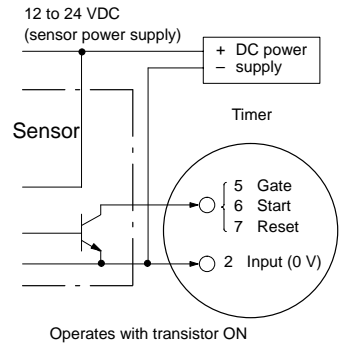 12 to 24 VDC
(sensor power supply)
+ DC power
– supply
Timer
Sensor
5 Gate
6 Start
7 Reset
2 Input (0 V)
Operates with transistor ON